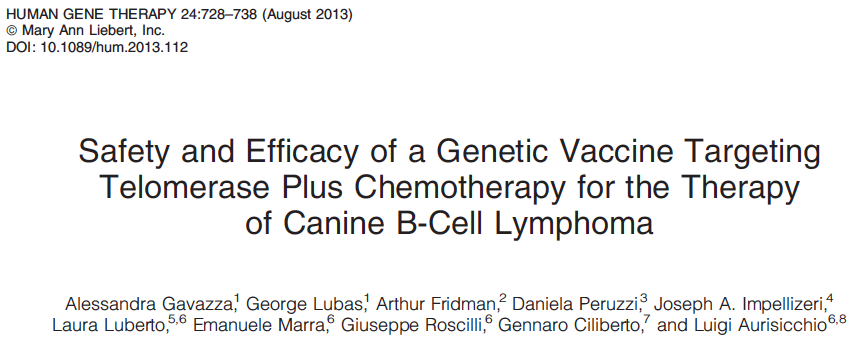 HUMAN GENE THERAPY 24:728–738 (August 2013)
© Mary Ann Liebert, Inc.
DOI: 10.1089/hum.2013.112
Safety and Efficacy of a Genetic Vaccine Targeting
Telomerase Plus Chemotherapy for the Therapy
of Canine B-Cell Lymphoma
Alessandra Gavazza,1 George Lubas,1 Arthur Fridman,2 Daniela Peruzzi,3 Joseph A. Impellizeri,4
Laura Luberto,5,6 Emanuele Marra,6 Giuseppe Roscilli,6 Gennaro Ciliberto,7 and Luigi Aurisicchio6,8